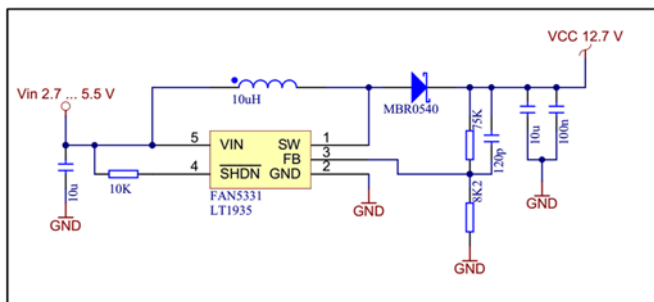 VCC 12.7 V
Vin 2.7 ... 5.5 V
10uH
MBR0540
75K
120p
10u
100n
5 VIN SW 1
FB 3
4 SHDN GND 2
10u
10K
FAN5331
LT1935
8K2
GND
GND
GND
GND